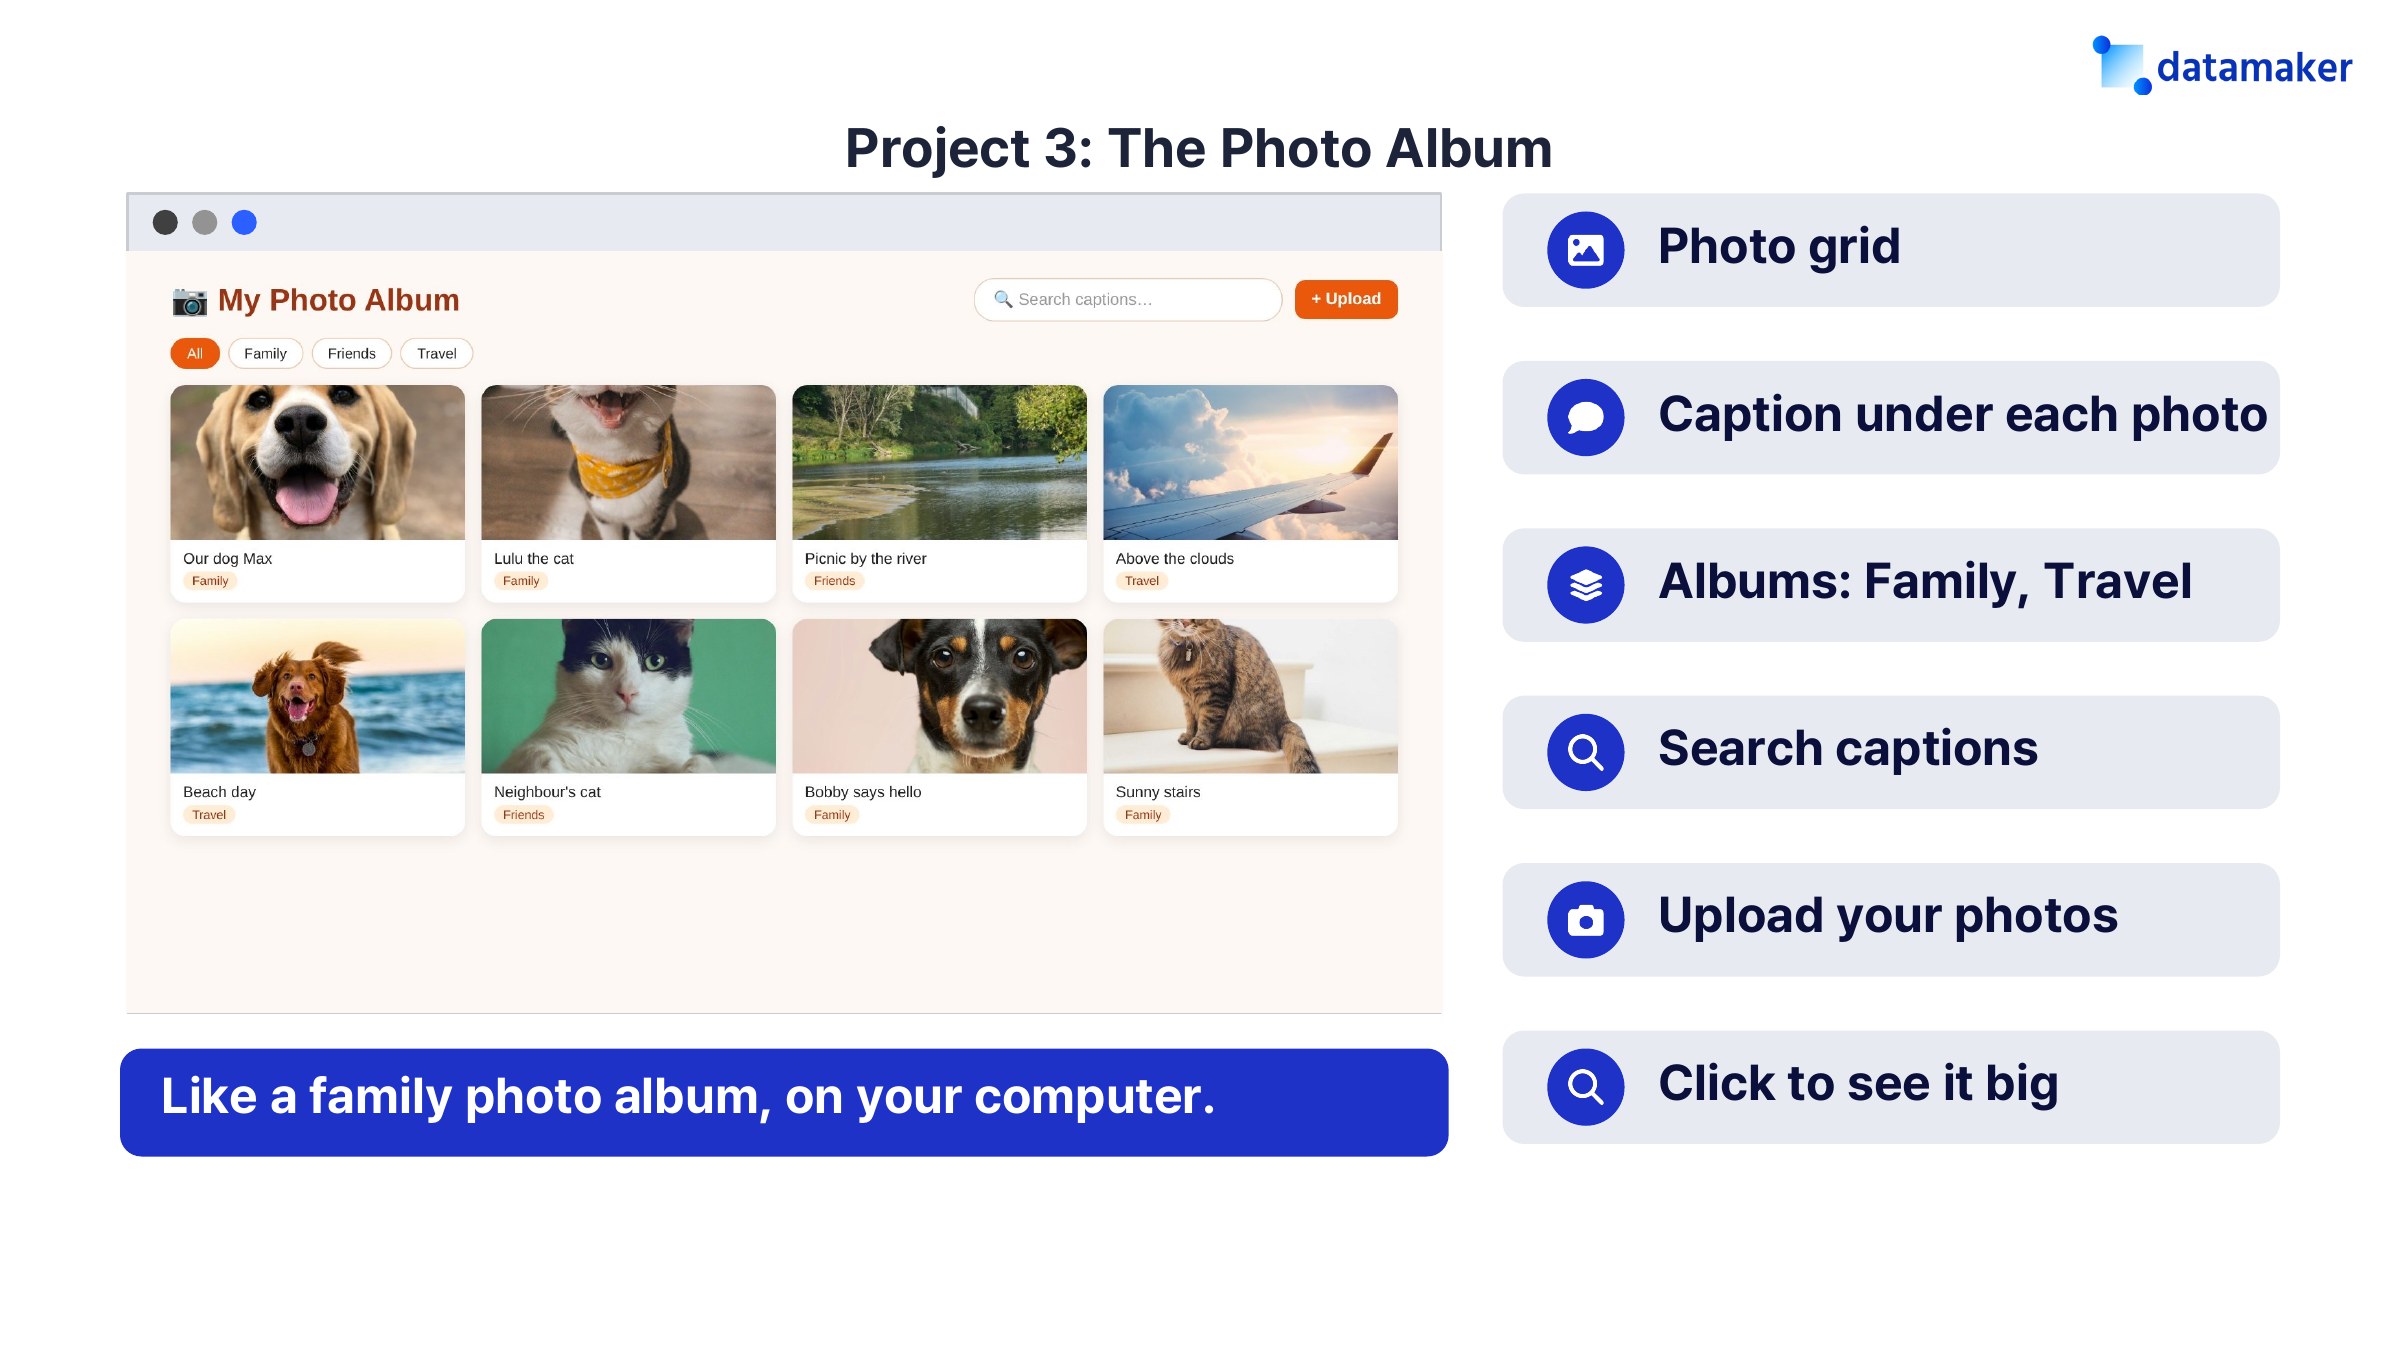 datamaker
Project 3: The Photo Album
📷 My Photo Album
🔍 Search captions...
+ Upload
All
Family
Friends
Travel
Our dog Max
Family
Lulu the cat
Family
Picnic by the river
Friends
Above the clouds
Travel
Beach day
Travel
Neighbour's cat
Friends
Bobby says hello
Family
Sunny stairs
Family
Like a family photo album, on your computer.
Photo grid
Caption under each photo
Albums: Family, Travel
Search captions
Upload your photos
Click to see it big